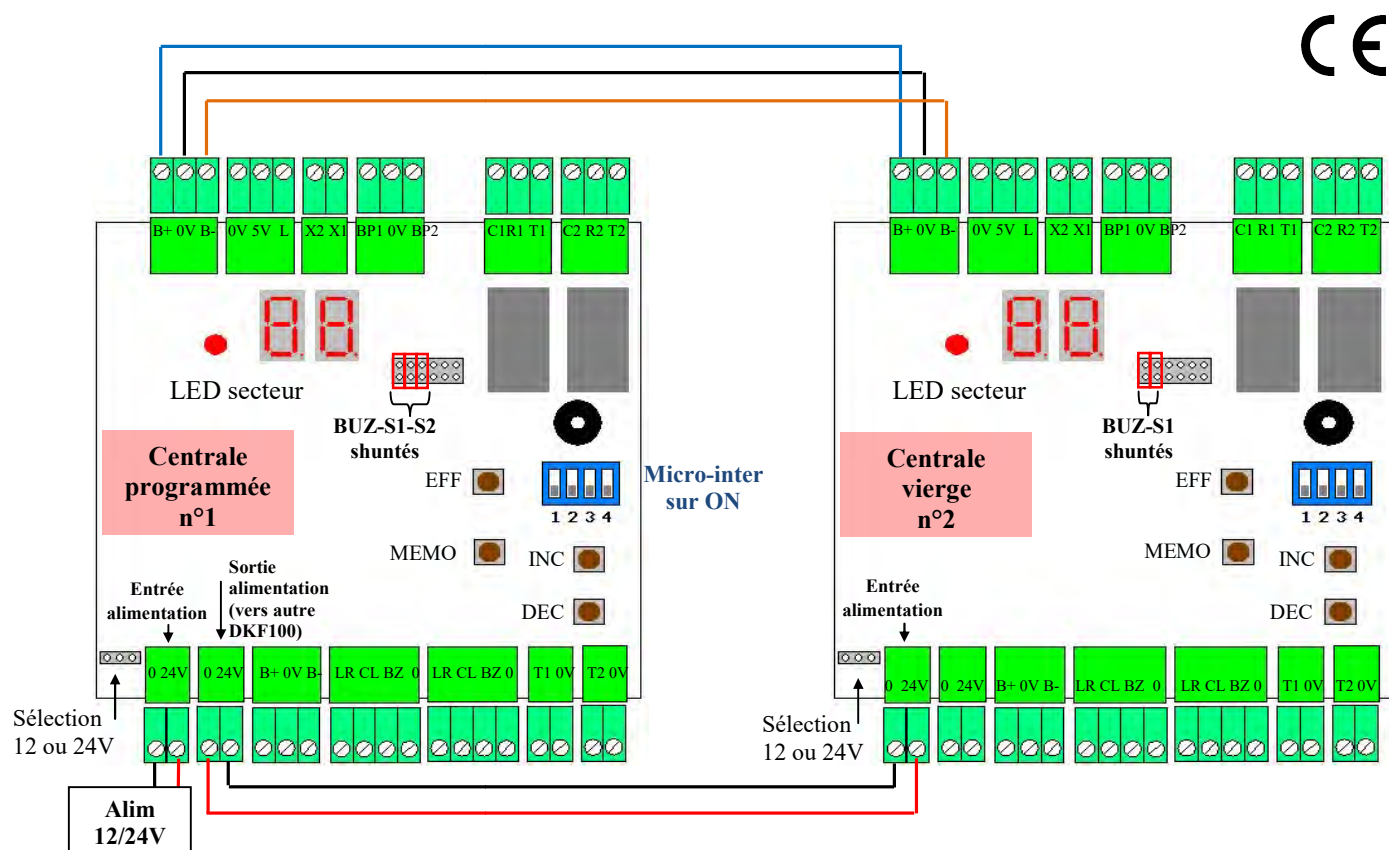 CE
B+ 0V B- 0V 5V L X2 X1 BP1 0V BP2 C1R1 T1 C2 R2 T2
B+ 0V B- 0V 5V L X2 X1 BP1 0V BP2 C1 R1 T1 C2 R2 T2
LED secteur
BUZ-S1-S2
shuntés
Centrale
programmée
n°1
EFF
Micro-inter
sur ON
1 2 3 4
MEMO
INC
DEC
Entrée
alimentation
Sortie
alimentation
(vers autre
DKF100)
0 24V 0 24V B+ 0V B- LR CL BZ 0 LR CL BZ 0 T1 0V T2 0V
Sélection
12 ou 24V
Alim
12/24V
LED secteur
BUZ-S1
shuntés
Centrale
vierge
n°2
EFF
1 2 3 4
MEMO
INC
DEC
Entrée
alimentation
0 24V 0 24V B+ 0V B- LR CL BZ 0 LR CL BZ 0 T1 0V T2 0V
Sélection
12 ou 24V